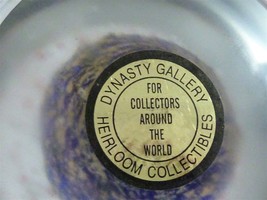 DYNASTY GALLERY
FOR
COLLECTORS
AROUND
THE
WORLD
HEIRLOOM COLLECTIBLES